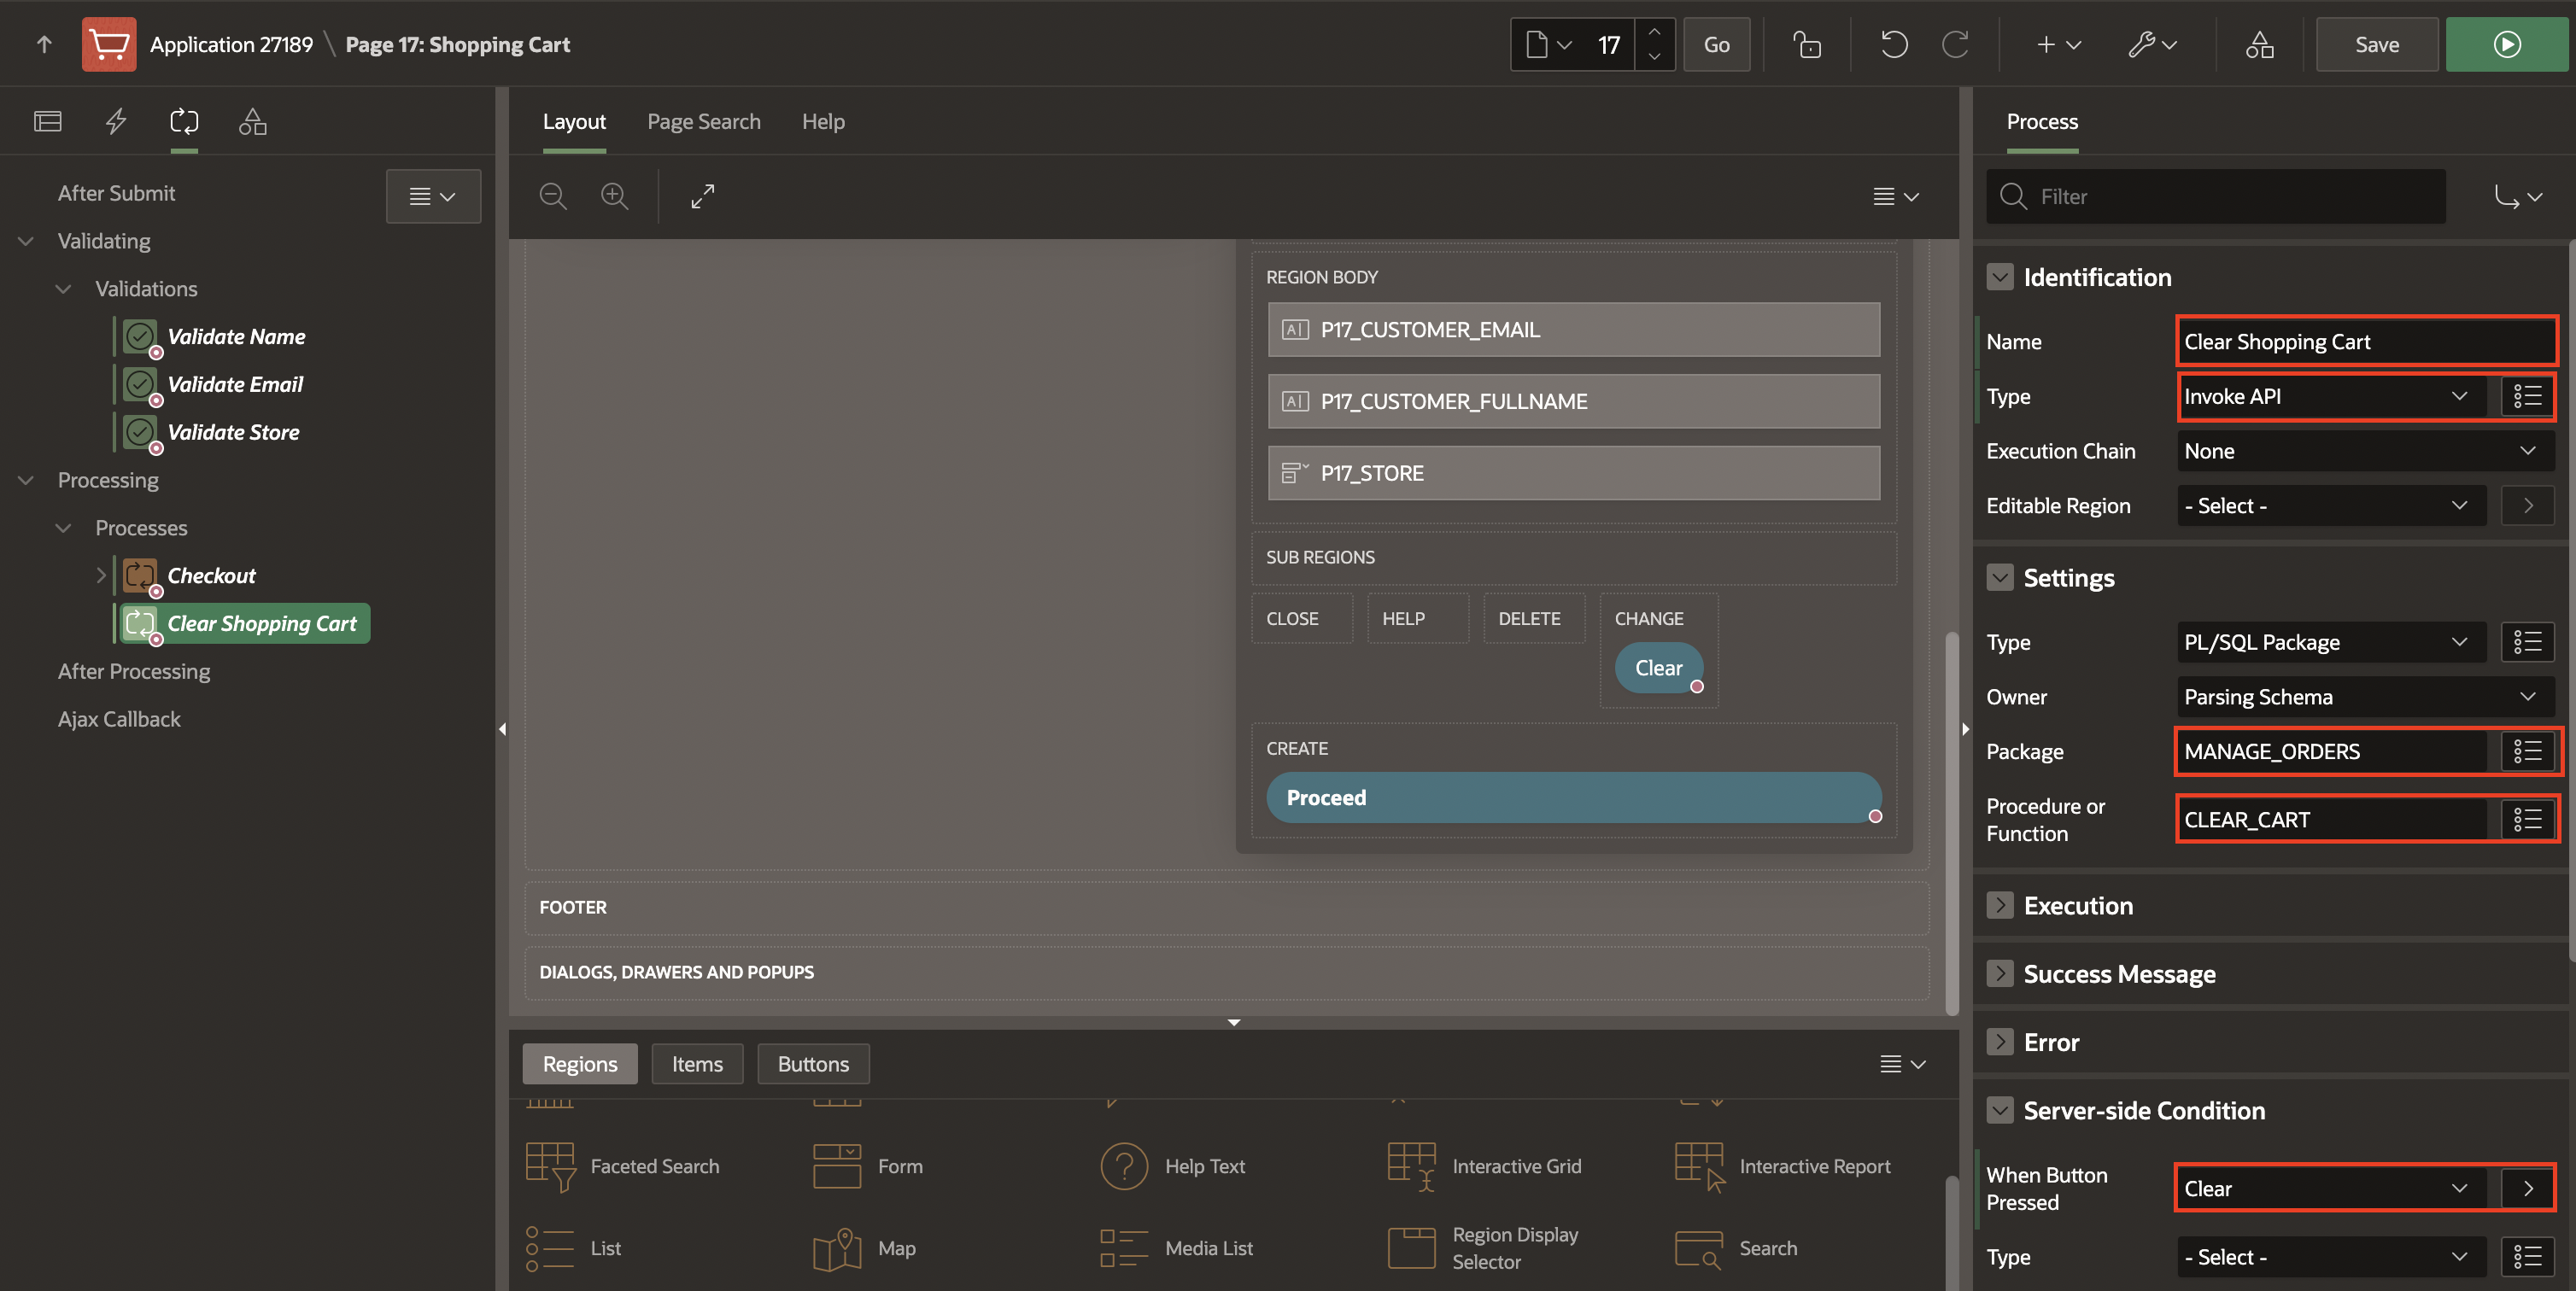 Application 27189 \ Page 17: Shopping Cart
17
Go
Save
After Submit
Validating
Validations
Validate Name
Validate Email
Validate Store
Processing
Processes
Checkout
Clear Shopping Cart
After Processing
Ajax Callback
Layout
Page Search
Help
REGION BODY
P17_CUSTOMER_EMAIL
P17_CUSTOMER_FULLNAME
P17_STORE
SUB REGIONS
CLOSE
HELP
DELETE
CHANGE
Clear
CREATE
Proceed
FOOTER
DIALOGS, DRAWERS AND POPUPS
Regions
Items
Buttons
Faceted Search
Form
Help Text
Interactive Grid
Interactive Report
List
Map
Media List
Region Display
Selector
Search
Process
Filter
Identification
Name
Clear Shopping Cart
Type
Invoke API
Execution Chain
None
Editable Region
- Select -
Settings
Type
PL/SQL Package
Owner
Parsing Schema
Package
MANAGE_ORDERS
Procedure or
Function
CLEAR_CART
Execution
Success Message
Error
Server-side Condition
When Button
Pressed
Clear
Type
- Select -